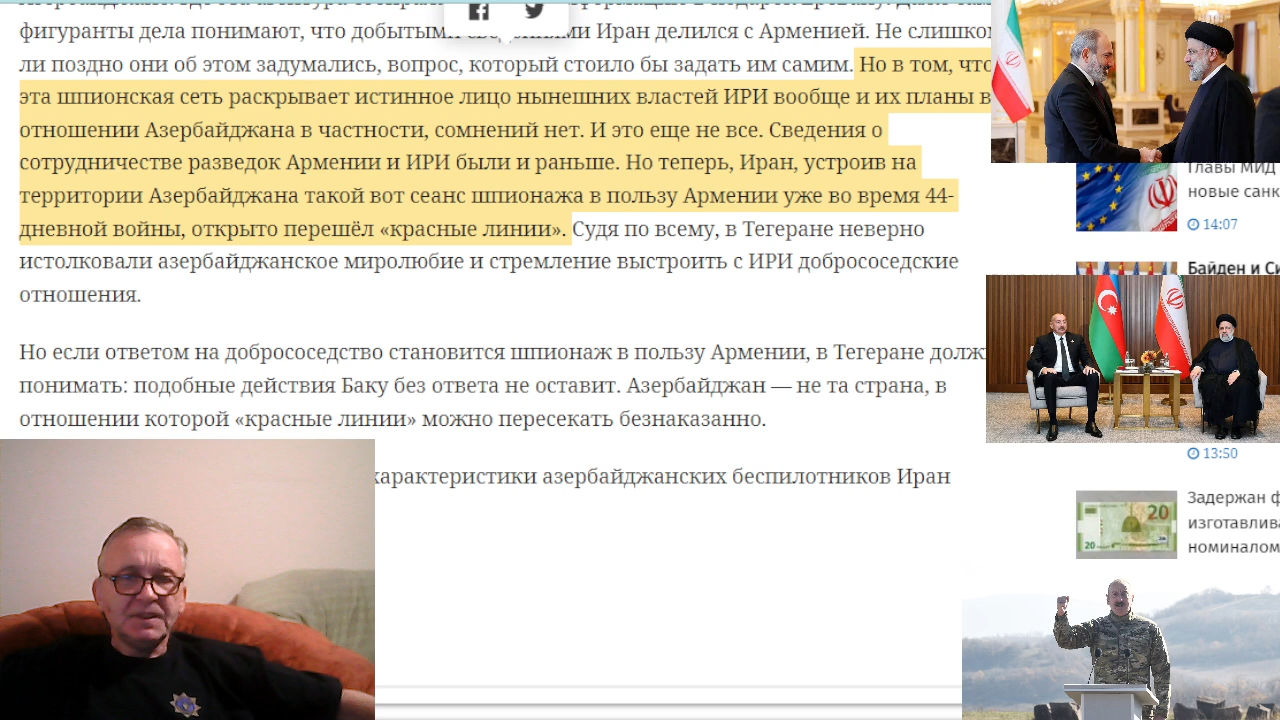 фигуранты дела понимают, что добытыми сведениями Иран делился с Арменией. Не слишком
ли поздно они об этом задумались, вопрос, который стоило бы задать им самим. Но в том, что
эта шпионская сеть раскрывает истинное лицо нынешних властей ИРИ вообще и их планы в
отношении Азербайджана в частности, сомнений нет. И это еще не все. Сведения о
сотрудничестве разведок Армении и ИРИ были и раньше. Но теперь, Иран, устроив на
территории Азербайджана такой вот сеанс шпионажа в пользу Армении уже во время 44-
дневной войны, открыто перешёл «красные линии». Судя по всему, в Тегеране неверно
истолковали азербайджанское миролюбие и стремление выстроить с ИРИ добрососедские
отношения.
Но если ответом на добрососедство становится шпионаж в пользу Армении, в Тегеране долж
понимать: подобные действия Баку без ответа не оставит. Азербайджан — не та страна, в
отношении которой «красные линии» можно пересекать безнаказанно.
характеристики азербайджанских беспилотников Иран
Главы МИД
новые санк
14:07
Байден и Си
13:50
Задержан ф
изготавлива
номиналом
20
20